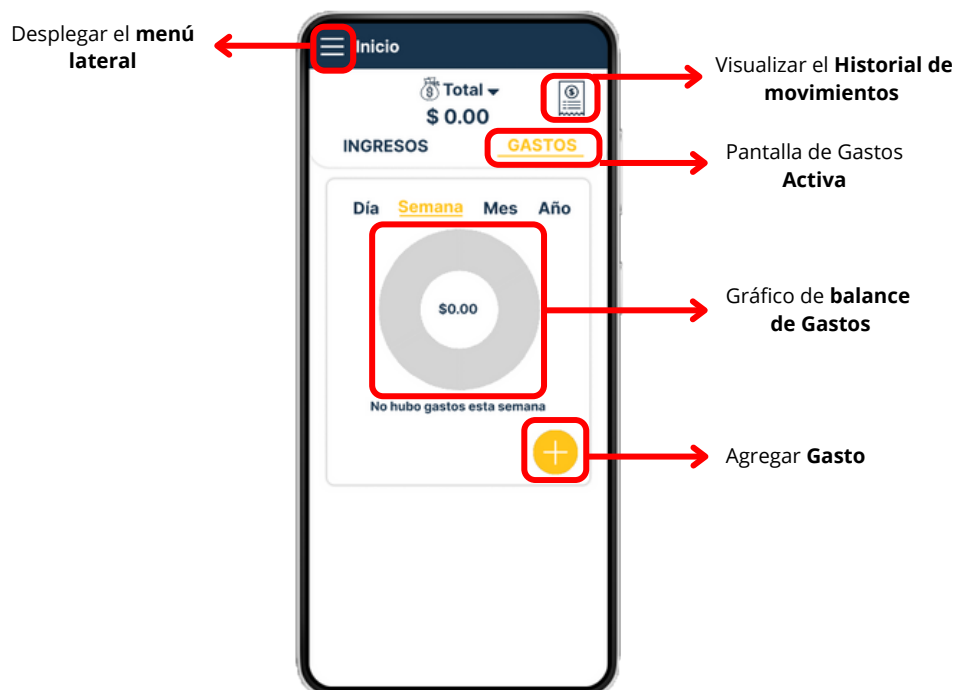 Desplegar el menú
lateral
Inicio
Total
$ 0.00
Visualizar el Historial de
movimientos
INGRESOS
GASTOS
Pantalla de Gastos
Activa
Día Semana Mes Año
$0.00
Gráfico de balance
de Gastos
No hubo gastos esta semana
Agregar Gasto